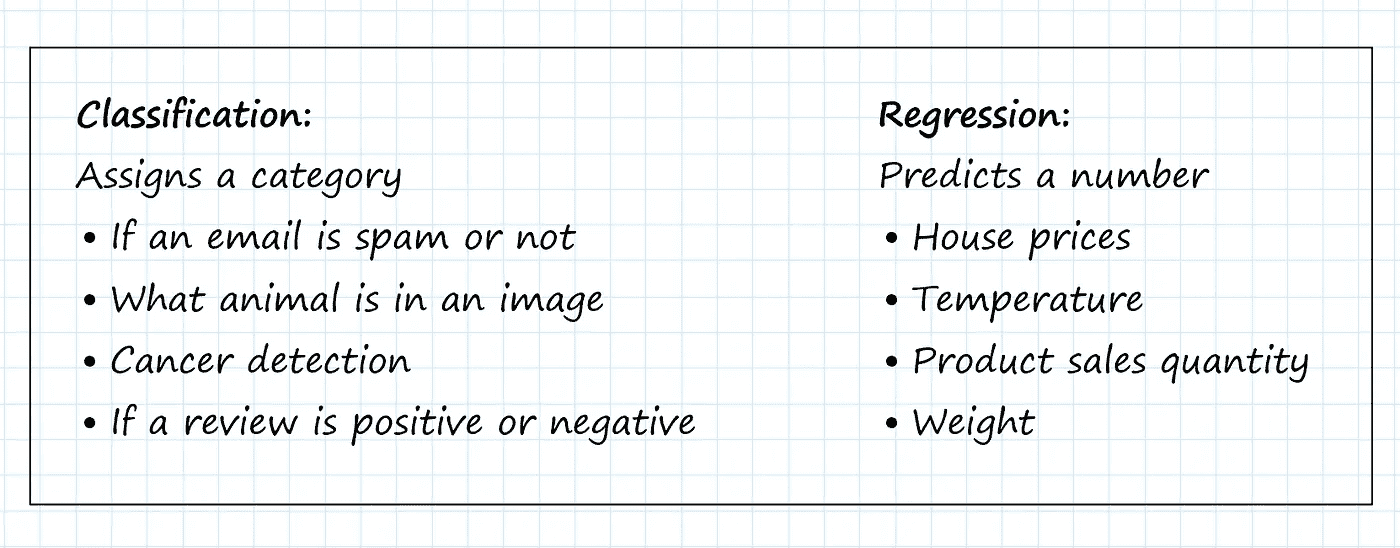 Classification:
Assigns a category
• If an email is spam or not
• What animal is in an image
• Cancer detection
• If a review is positive or negative
Regression:
Predicts a number
• House prices
• Temperature
• Product sales quantity
• Weight